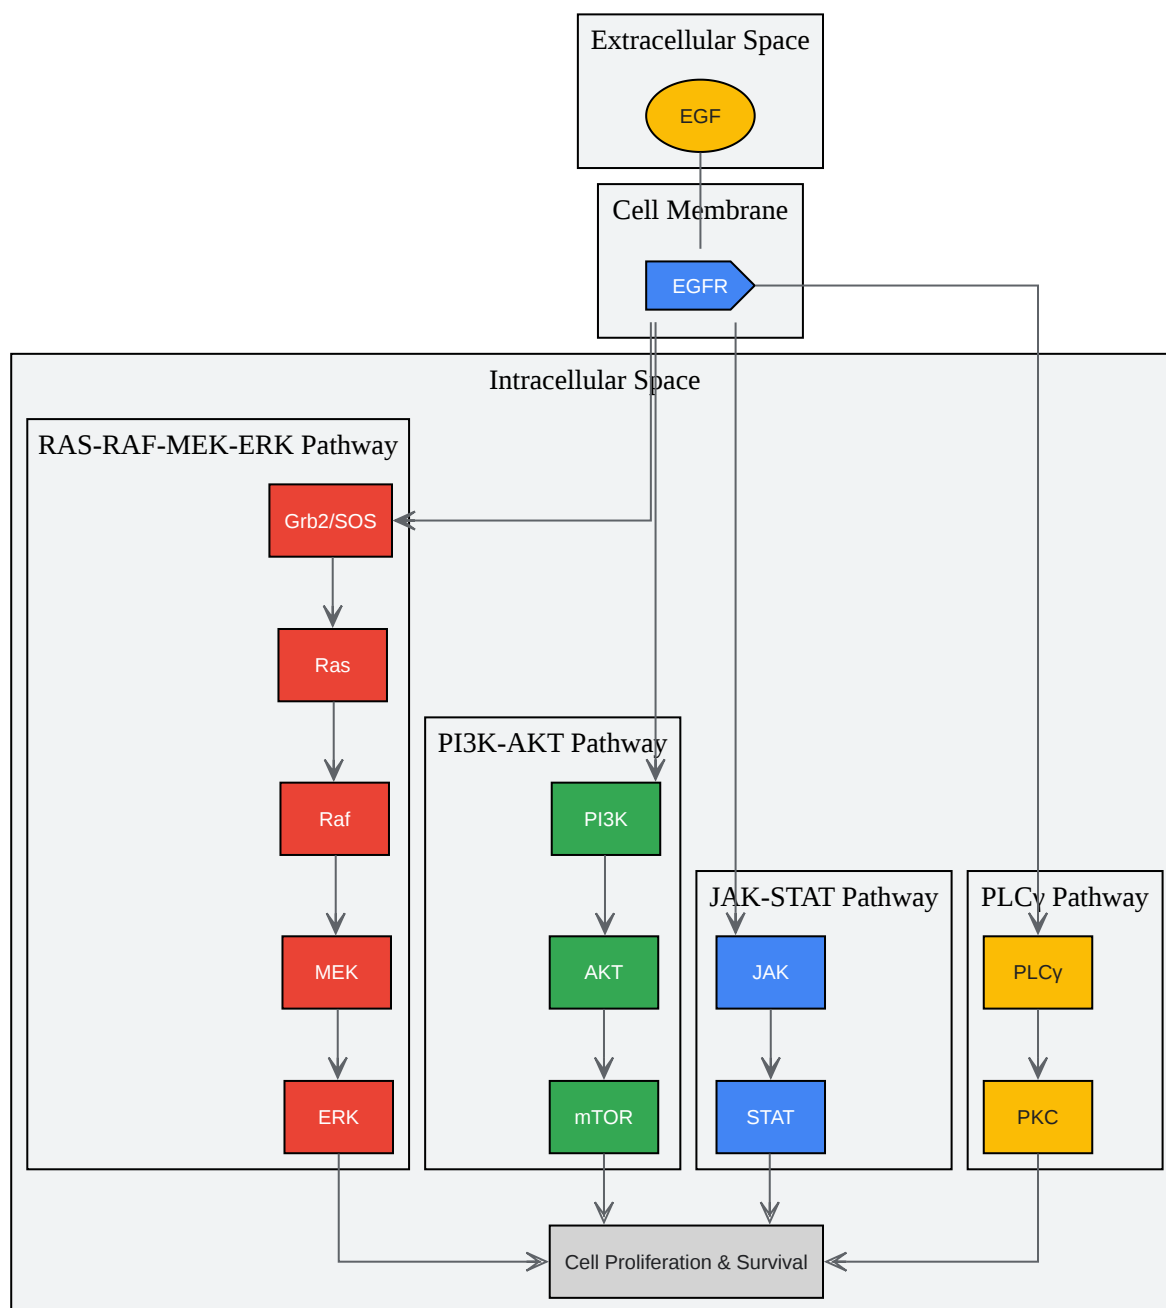 Extracellular Space
EGF
Cell Membrane
EGFR
Intracellular Space
RAS-RAF-MEK-ERK Pathway
Grb2/SOS
Ras
Raf
MEK
ERK
PI3K-AKT Pathway
PI3K
AKT
mTOR
JAK-STAT Pathway
JAK
STAT
PLCγ Pathway
PLCγ
PKC
Cell Proliferation & Survival